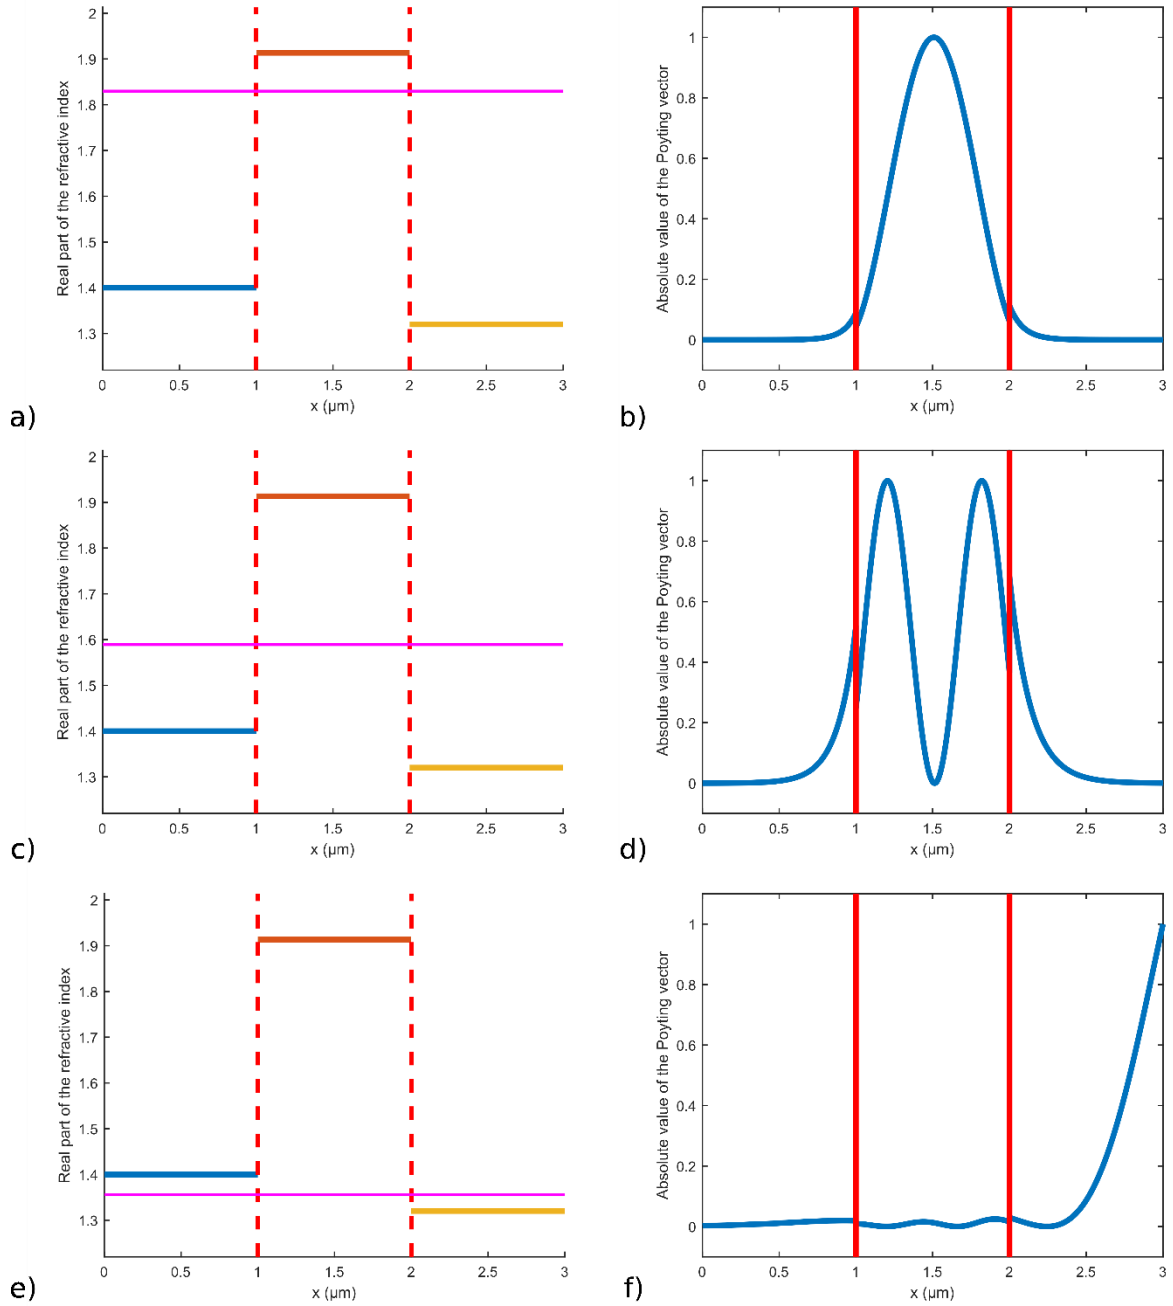 Real part of the refractive index
2
1.9
1.8
1.7
1.6
1.5
1.4
1.3
0 0.5 1 1.5 2 2.5 3
x (µm)
a)
Absolute value of the Poyting vector
1
0.8
0.6
0.4
0.2
0
0 0.5 1 1.5 2 2.5 3
x (µm)
b)
Real part of the refractive index
2
1.9
1.8
1.7
1.6
1.5
1.4
1.3
0 0.5 1 1.5 2 2.5 3
x (µm)
c)
Absolute value of the Poyting vector
1
0.8
0.6
0.4
0.2
0
0 0.5 1 1.5 2 2.5 3
x (µm)
d)
Real part of the refractive index
2
1.9
1.8
1.7
1.6
1.5
1.4
1.3
0 0.5 1 1.5 2 2.5 3
x (µm)
e)
Absolute value of the Poyting vector
1
0.8
0.6
0.4
0.2
0
0 0.5 1 1.5 2 2.5 3
x (µm)
f)